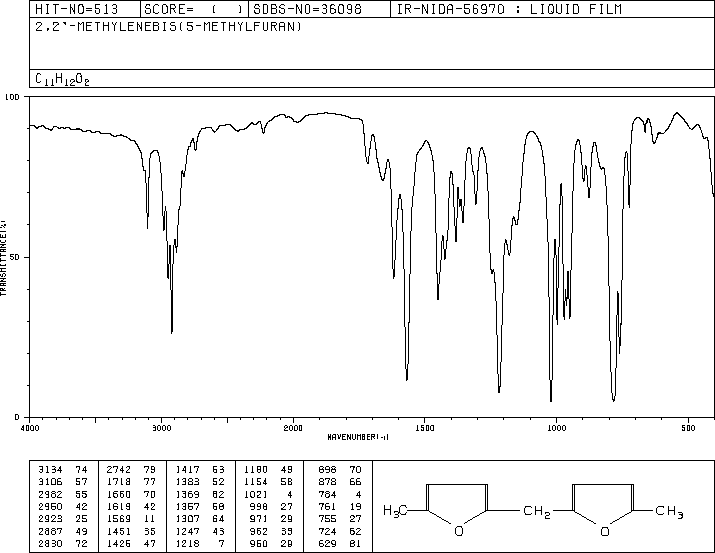 HIT-NO=513 SCORE= ( ) SDBS-NO=36098 IR-NIDA-56970 : LIQUID FILM
2,2'-METHYLENEBIS(5-METHYLFURAN)
C11H12O2
100
50
0
TRANSMITTANCE(%)
4000 3000 2000 1500 1000 500
WAVENUMBER(-1)
3134 74 2742 79 1417 63 1180 49 898 70
3106 57 1718 77 1383 52 1154 58 878 66
2982 55 1660 70 1369 62 1021 4 784 4
2950 42 1619 42 1357 60 998 27 761 19
2923 25 1569 11 1307 64 971 29 755 27
2887 49 1451 35 1247 43 962 39 724 62
2830 72 1425 47 1218 7 950 29 629 81
H3C O CH2 O CH3